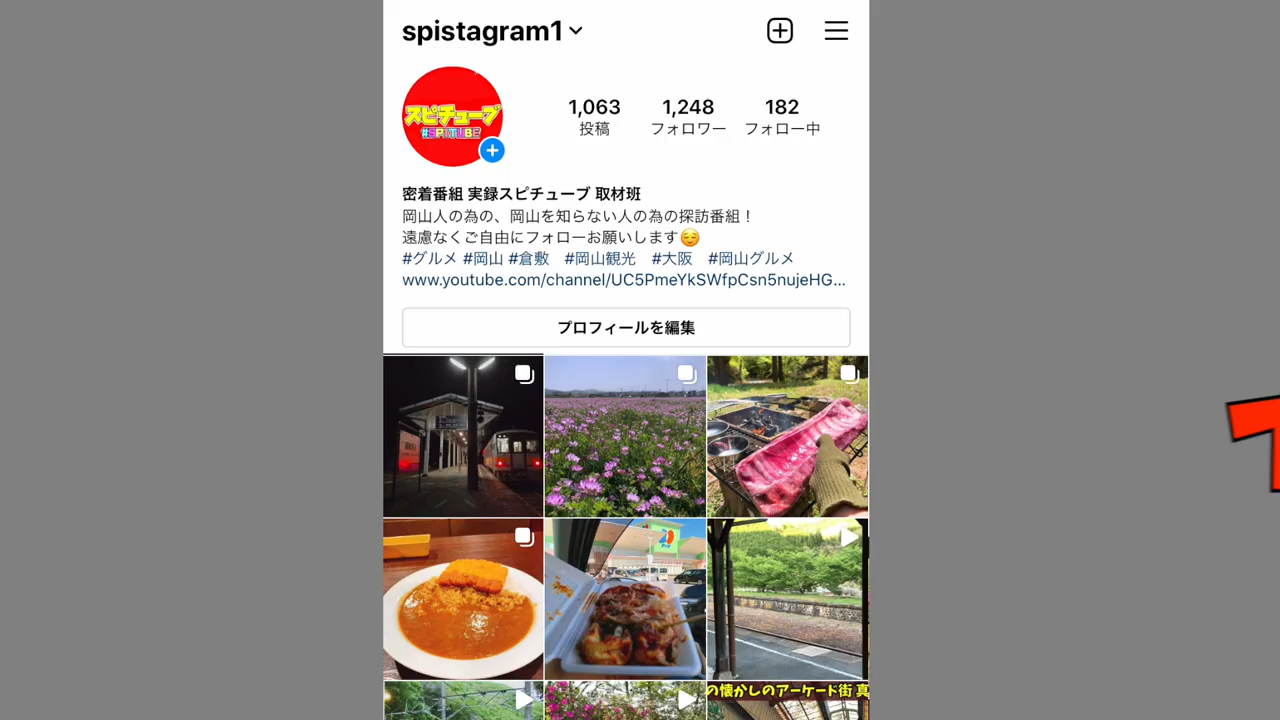 spistagram1
スピチューブ
#SPITUBE
1,063
投稿
1,248
フォロワー
182
フォロー中
密着番組 実録スピチューブ 取材班
岡山人の為の、岡山を知らない人の為の探訪番組！
遠慮なくご自由にフォローお願いします😌
#グルメ #岡山 #倉敷　#岡山観光　#大阪　#岡山グルメ
www.youtube.com/channel/UC5PmeYkSWfpCsn5nujeHG...
プロフィールを編集
の懐かしのアーケード街 真